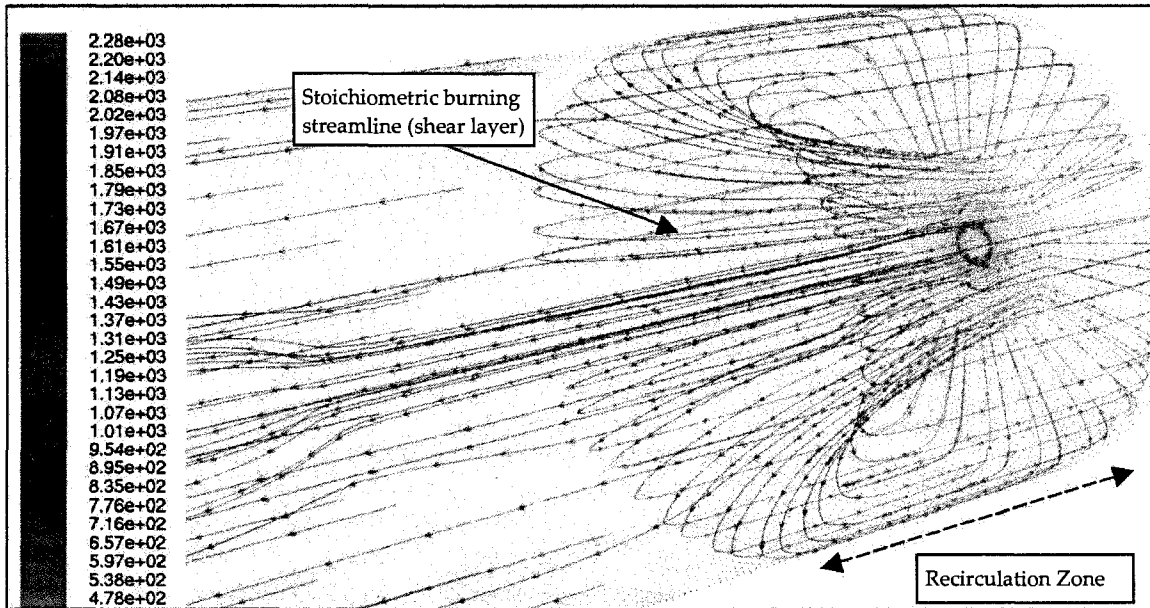 2.28e+03
2.20e+03
2.14e+03
2.08e+03
2.02e+03
1.97e+03
1.91e+03
1.85e+03
1.79e+03
1.73e+03
1.67e+03
1.61e+03
1.55e+03
1.49e+03
1.43e+03
1.37e+03
1.31e+03
1.25e+03
1.19e+03
1.13e+03
1.07e+03
1.01e+03
9.54e+02
8.95e+02
8.35e+02
7.76e+02
7.16e+02
6.57e+02
5.97e+02
5.38e+02
4.78e+02
Stoichiometric burning
streamline (shear layer)
Recirculation Zone